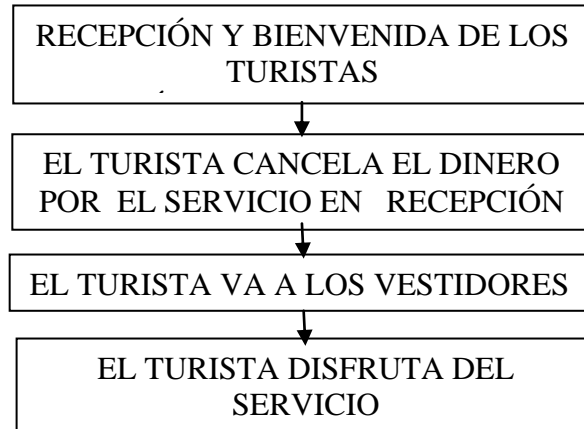 RECEPCIÓN Y BIENVENIDA DE LOS
TURISTAS
EL TURISTA CANCELA EL DINERO
POR EL SERVICIO EN RECEPCIÓN
EL TURISTA VA A LOS VESTIDORES
EL TURISTA DISFRUTA DEL
SERVICIO